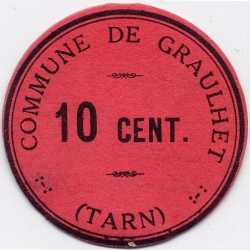 COMMUNE DE GRAULHET
10 CENT.
(TARN)